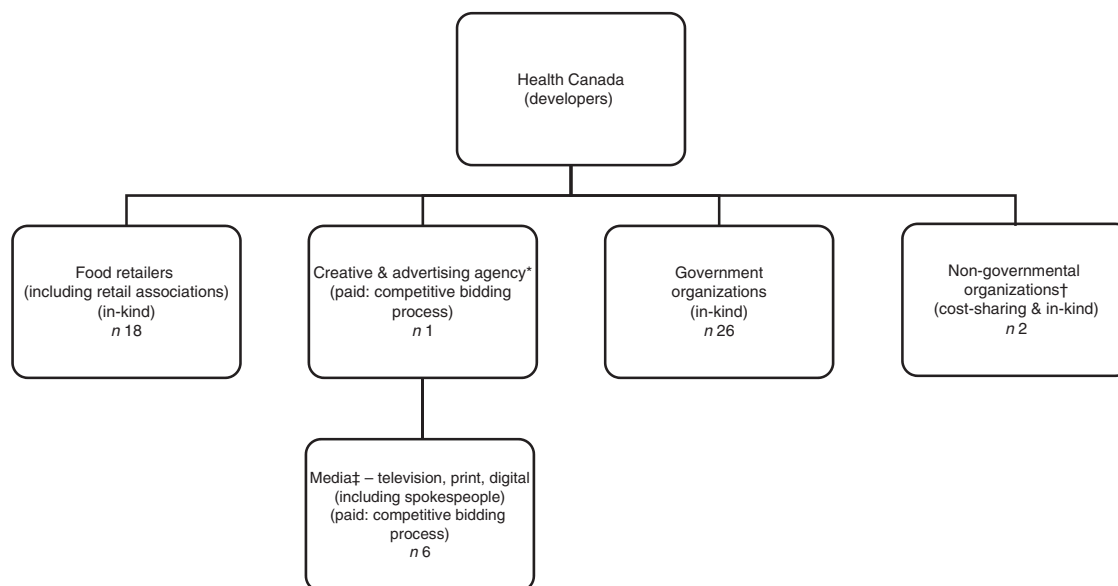 Health Canada
(developers)
Food retailers
(including retail associations)
(in-kind)
n 18
Creative & advertising agency*
(paid: competitive bidding
process)
n 1
Government
organizations
(in-kind)
n 26
Non-governmental
organizations†
(cost-sharing & in-kind)
n 2
Media‡ – television, print, digital
(including spokespeople)
(paid: competitive bidding
process)
n 6